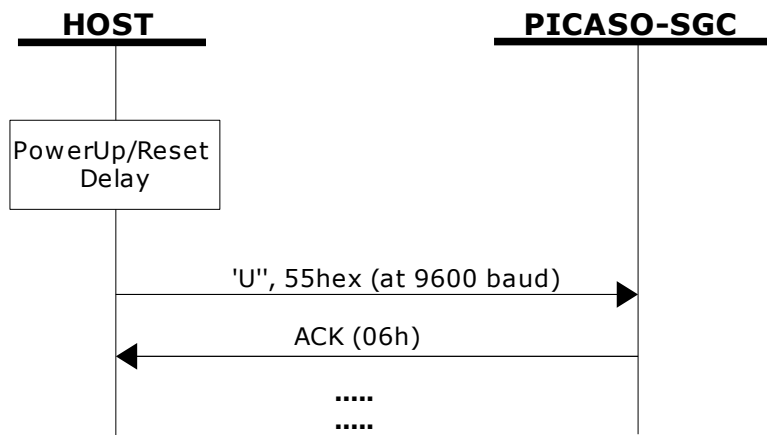 HOST
PICASO-SGC
PowerUp/Reset
Delay
'U'', 55hex (at 9600 baud)
ACK (06h)
.....
.....